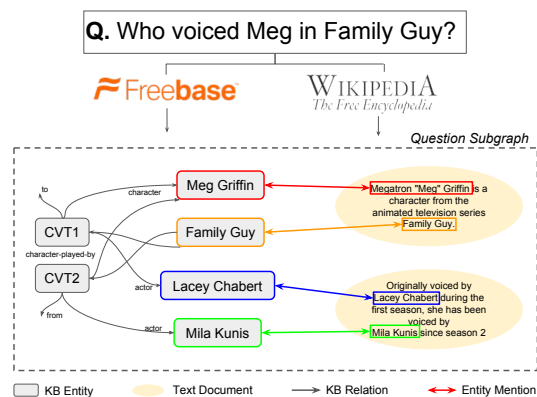 Q. Who voiced Meg in Family Guy?
Freebase
WIKIPEDIA
The Free Encyclopedia
Question Subgraph
to
character
Meg Griffin
Megatron "Meg" Griffin is a
character from the
animated television series
Family Guy.
CVT1
Family Guy
character-played-by
CVT2
actor
Lacey Chabert
Originally voiced by
Lacey Chabert during the
first season, she has been
voiced by
Mila Kunis since season 2
from
actor
Mila Kunis
KB Entity
Text Document
KB Relation
Entity Mention